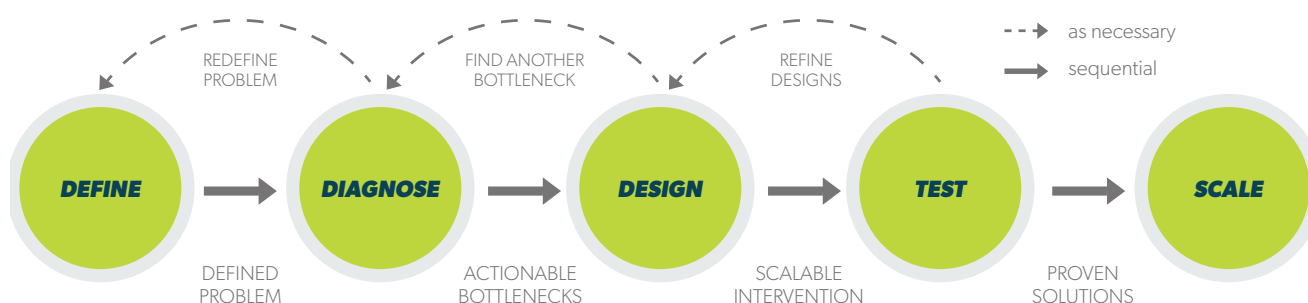 REDEFINE
PROBLEM
FIND ANOTHER
BOTTLENECK
REFINE
DESIGNS
as necessary
sequential
DEFINE
DIAGNOSE
DESIGN
TEST
SCALE
DEFINED
PROBLEM
ACTIONABLE
BOTTLENECKS
SCALABLE
INTERVENTION
PROVEN
SOLUTIONS